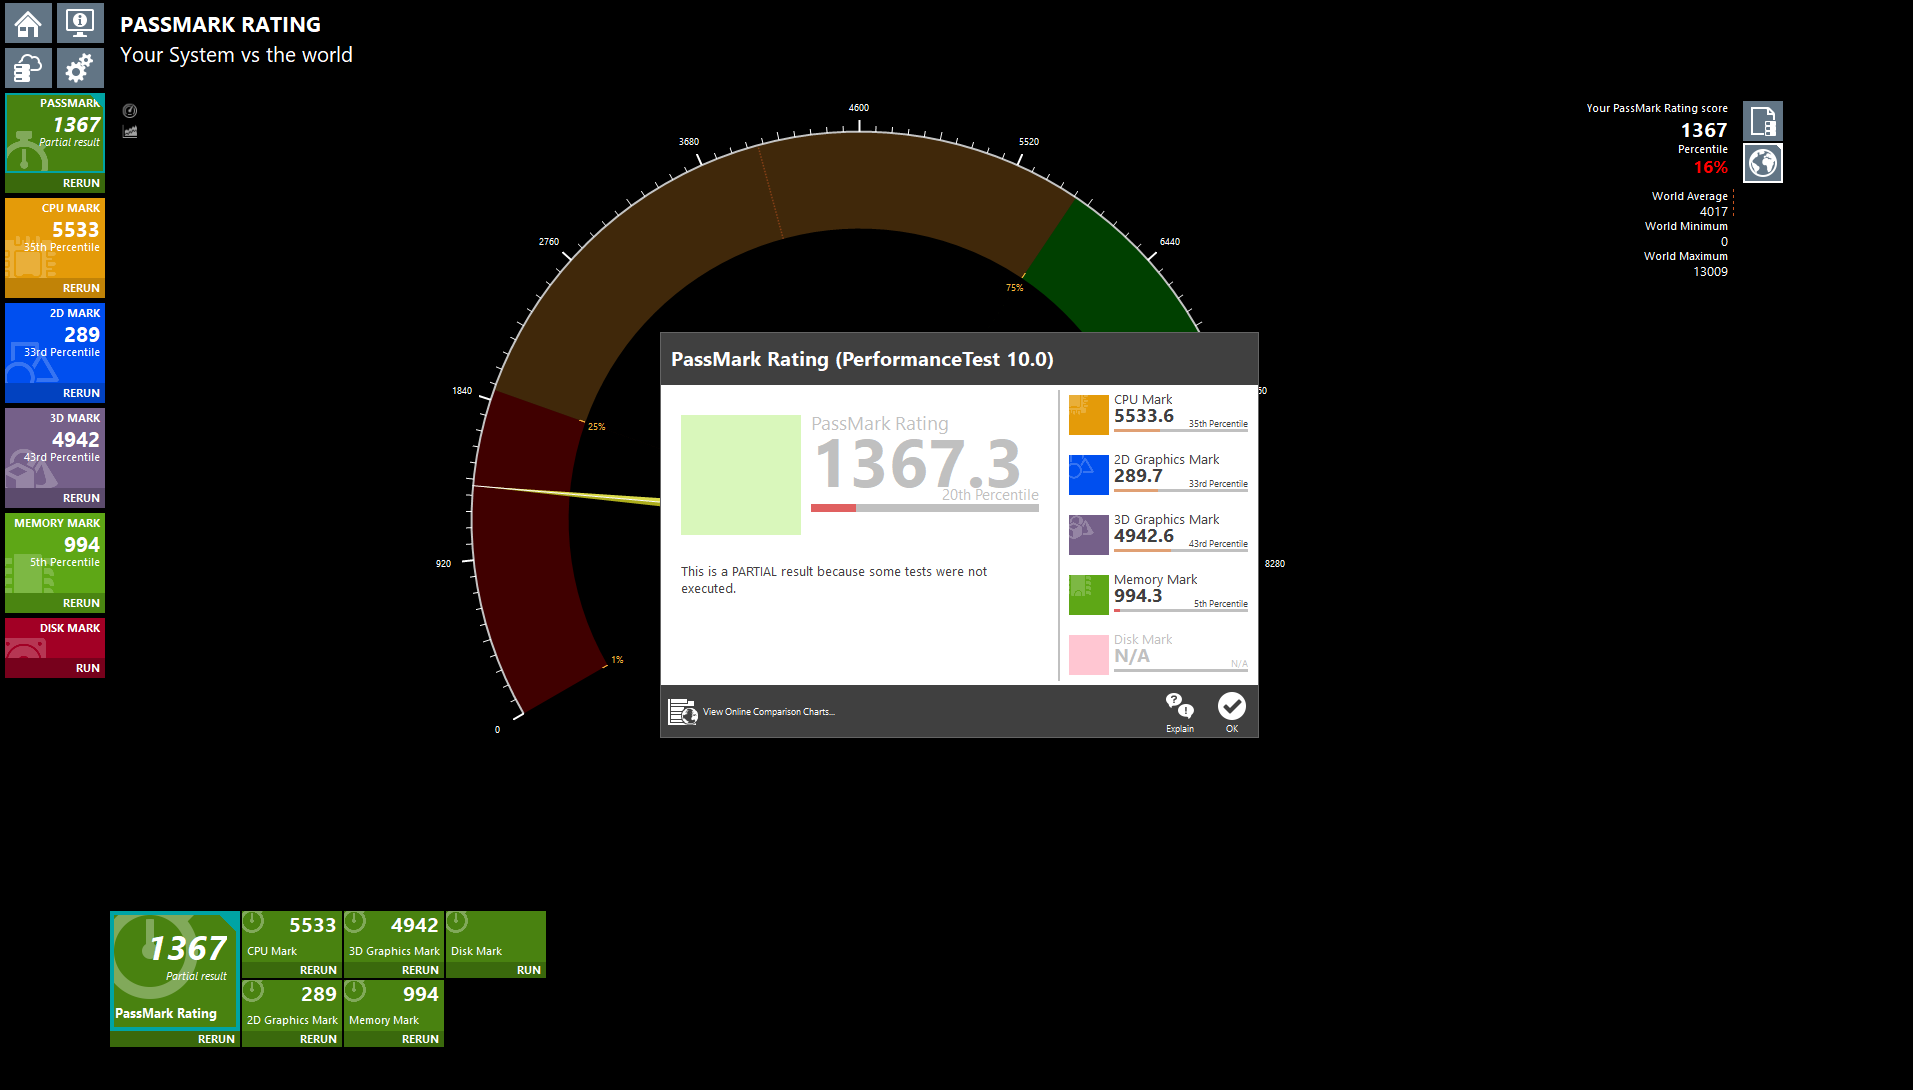 PASSMARK RATING
Your System vs the world
PASSMARK
1367
Partial result
RERUN
CPU MARK
5533
35th Percentile
RERUN
2D MARK
289
33rd Percentile
RERUN
3D MARK
4942
43rd Percentile
RERUN
MEMORY MARK
994
5th Percentile
RERUN
DISK MARK
RUN
0
920
1840
2760
3680
4600
5520
6440
60
8280
1%
25%
75%
Your PassMark Rating score
1367
Percentile
16%
World Average
4017
World Minimum
0
World Maximum
13009
PassMark Rating (PerformanceTest 10.0)
PassMark Rating
1367.3
20th Percentile
This is a PARTIAL result because some tests were not
executed.
CPU Mark
5533.6
35th Percentile
2D Graphics Mark
289.7
33rd Percentile
3D Graphics Mark
4942.6
43rd Percentile
Memory Mark
994.3
5th Percentile
Disk Mark
N/A
N/A
View Online Comparison Charts...
Explain
OK
1367
Partial result
PassMark Rating
RERUN
5533
CPU Mark
RERUN
4942
3D Graphics Mark
RERUN
Disk Mark
RUN
289
2D Graphics Mark
RERUN
994
Memory Mark
RERUN